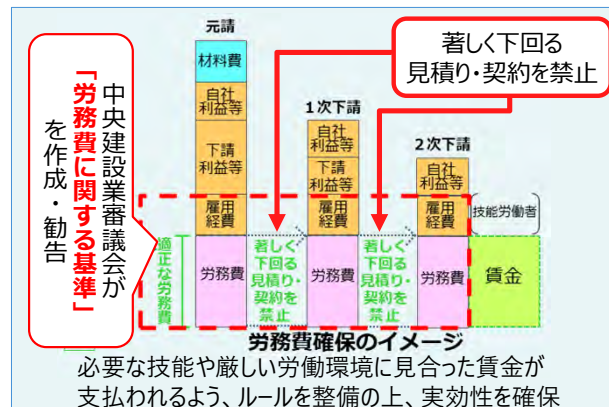 中央建設業審議会が
「労務費に関する基準」
を作成・勧告
著しく下回る
見積り・契約を禁止
元請
材料費
自社
利益等
下請
利益等
雇用
経費
労務費
1次下請
自社
利益等
下請
利益等
雇用
経費
労務費
2次下請
自社
利益等
雇用
経費
労務費
技能労働者
賃金
適正な労務費
著しく
下回る
見積り・
契約を
禁止
著しく
下回る
見積り・
契約を
禁止
労務費確保のイメージ
必要な技能や厳しい労働環境に見合った賃金が
支払われるよう、ルールを整備の上、実効性を確保